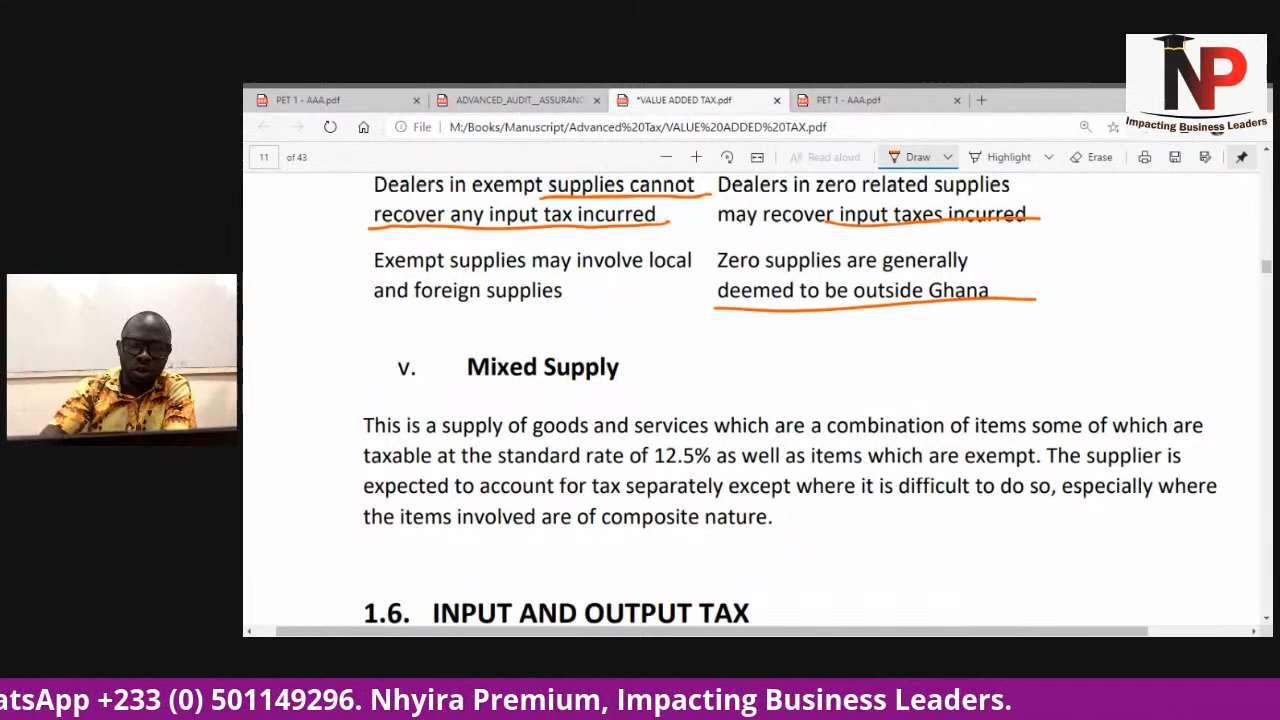 NP
Impacting Business Leaders
PET 1 - AAA.pdf
ADVANCED_AUDIT__ASSURANC
*VALUE ADDED TAX.pdf
PET 1 - AAA.pdf
File
M:/Books/Manuscript/Advanced%20Tax/VALUE%20ADDED%20TAX.pdf
11 of 43
Read aloud
Draw
Highlight
Erase
Dealers in exempt supplies cannot
recover any input tax incurred
Dealers in zero related supplies
may recover input taxes incurred
Exempt supplies may involve local
and foreign supplies
Zero supplies are generally
deemed to be outside Ghana
v. Mixed Supply
This is a supply of goods and services which are a combination of items some of which are
taxable at the standard rate of 12.5% as well as items which are exempt. The supplier is
expected to account for tax separately except where it is difficult to do so, especially where
the items involved are of composite nature.
1.6. INPUT AND OUTPUT TAX
atsApp +233 (0) 501149296. Nhyira Premium, Impacting Business Leaders.